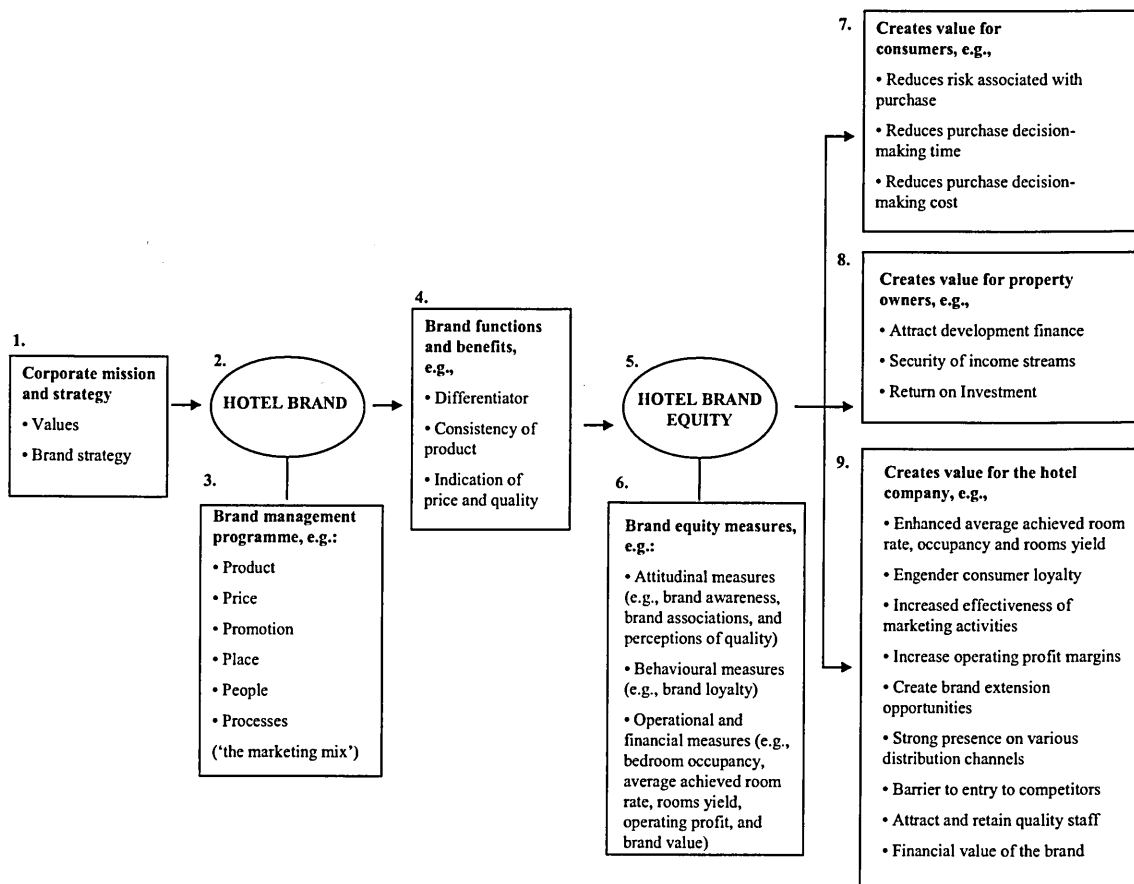 1.
Corporate mission
and strategy
• Values
• Brand strategy
2.
HOTEL BRAND
3.
Brand management
programme, e.g.:
• Product
• Price
• Promotion
• Place
• People
• Processes
(‘the marketing mix’)
4.
Brand functions
and benefits,
e.g.,
• Differentiator
• Consistency of
product
• Indication of
price and quality
5.
HOTEL BRAND
EQUITY
6.
Brand equity measures,
e.g.:
• Attitudinal measures
(e.g., brand awareness,
brand associations, and
perceptions of quality)
• Behavioural measures
(e.g., brand loyalty)
• Operational and
financial measures (e.g.,
bedroom occupancy,
average achieved room
rate, rooms yield,
operating profit, and
brand value)
7.
Creates value for
consumers, e.g.,
• Reduces risk associated with
purchase
• Reduces purchase decision-
making time
• Reduces purchase decision-
making cost
8.
Creates value for property
owners, e.g.,
• Attract development finance
• Security of income streams
• Return on Investment
9.
Creates value for the hotel
company, e.g.,
• Enhanced average achieved room
rate, occupancy and rooms yield
• Engender consumer loyalty
• Increased effectiveness of
marketing activities
• Increase operating profit margins
• Create brand extension
opportunities
• Strong presence on various
distribution channels
• Barrier to entry to competitors
• Attract and retain quality staff
• Financial value of the brand